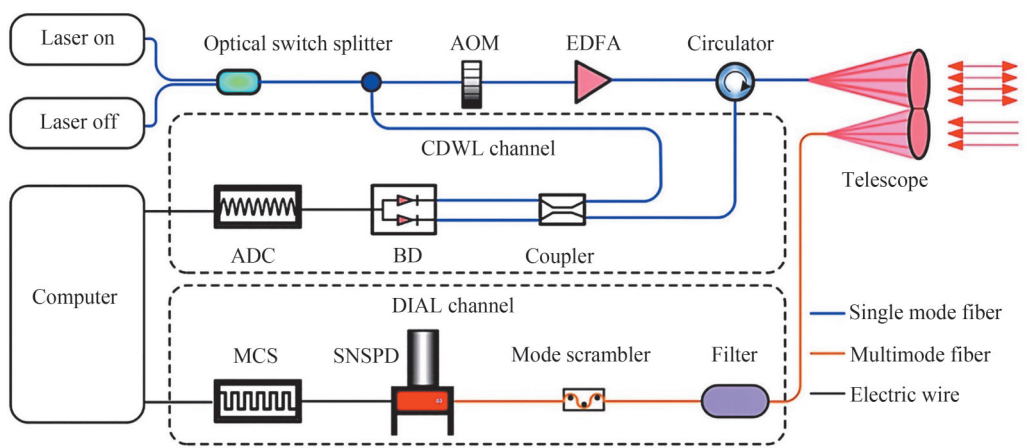 Laser on
Optical switch splitter
AOM
EDFA
Circulator
Laser off
CDWL channel
Telescope
ADC
BD
Coupler
Computer
DIAL channel
Single mode fiber
MCS
SNSPD
Mode scrambler
Filter
Multimode fiber
Electric wire